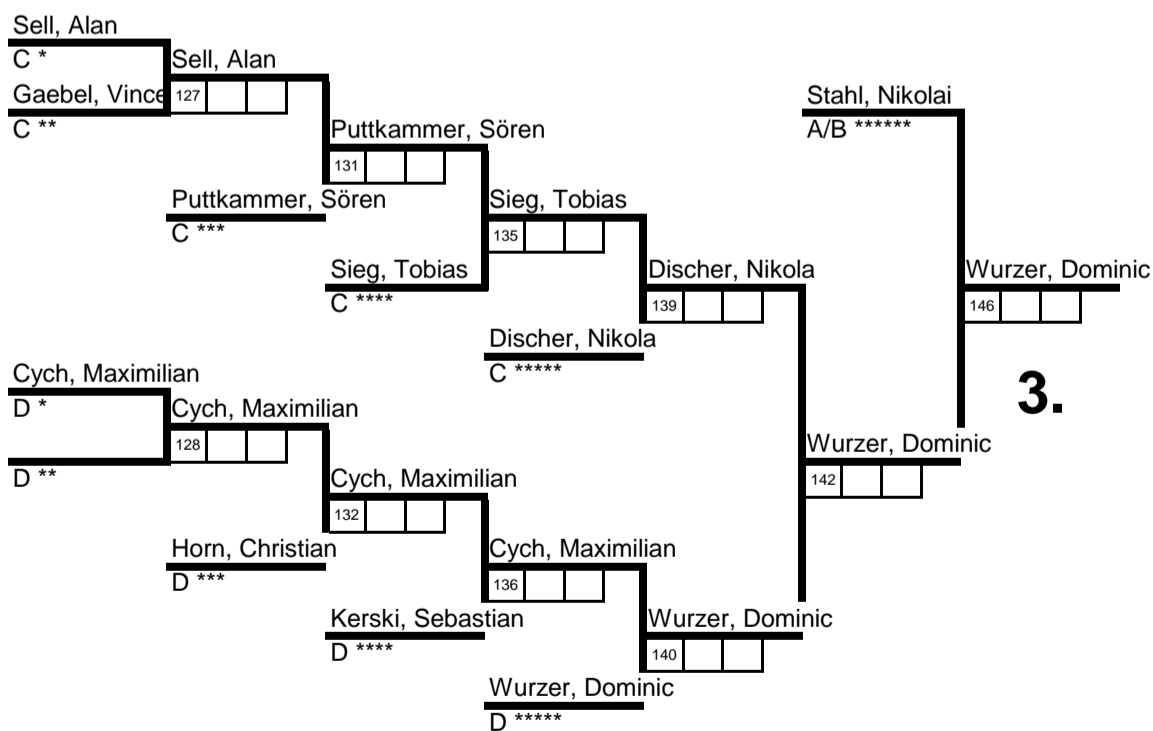 Sell, Alan
C *
Sell, Alan
Gaebel, Vince
127
C **
Stahl, Nikolai
A/B ******
Puttkammer, Sören
131
Puttkammer, Sören
C ***
Sieg, Tobias
135
Sieg, Tobias
C ****
Discher, Nikola
139
Wurzer, Dominic
146
Discher, Nikola
C *****
3.
Cych, Maximilian
D *
Cych, Maximilian
128
D **
Wurzer, Dominic
142
Cych, Maximilian
132
Horn, Christian
D ***
Cych, Maximilian
136
Kerski, Sebastian
D ****
Wurzer, Dominic
140
Wurzer, Dominic
D *****